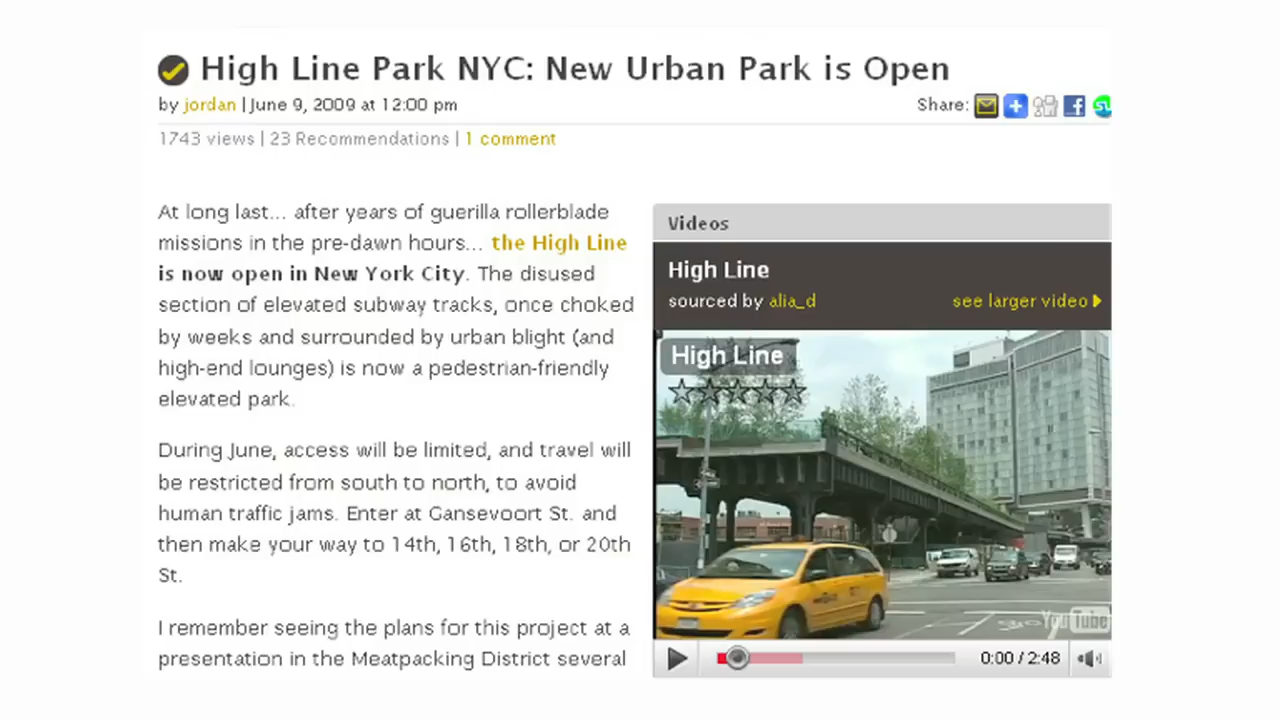 High Line Park NYC: New Urban Park is Open
by jordan | June 9, 2009 at 12:00 pm
Share:
1743 views | 23 Recommendations | 1 comment
At long last... after years of guerilla rollerblade
missions in the pre-dawn hours... the High Line
is now open in New York City. The disused
section of elevated subway tracks, once choked
by weeks and surrounded by urban blight (and
high-end lounges) is now a pedestrian-friendly
elevated park.
During June, access will be limited, and travel will
be restricted from south to north, to avoid
human traffic jams. Enter at Gansevoort St. and
then make your way to 14th, 16th, 18th, or 20th
St.
I remember seeing the plans for this project at a
presentation in the Meatpacking District several
Videos
High Line
sourced by alia_d
see larger video
High Line
YouTube
0:00 / 2:48